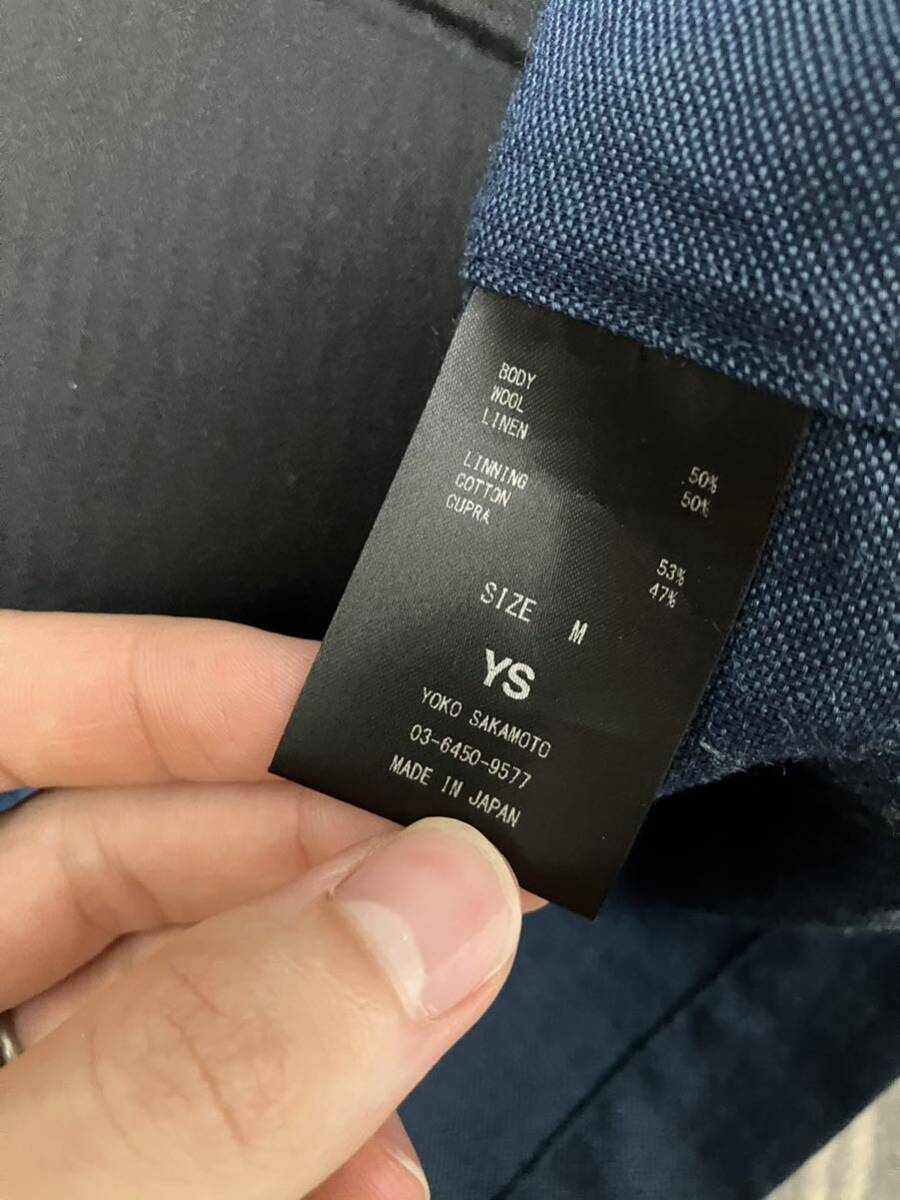 BODY
WOOL 50%
LINEN 50%
LINNING
COTTON 53%
CUPRA 47%
SIZE M
YS
YOKO SAKAMOTO
03-6450-9577
MADE IN JAPAN